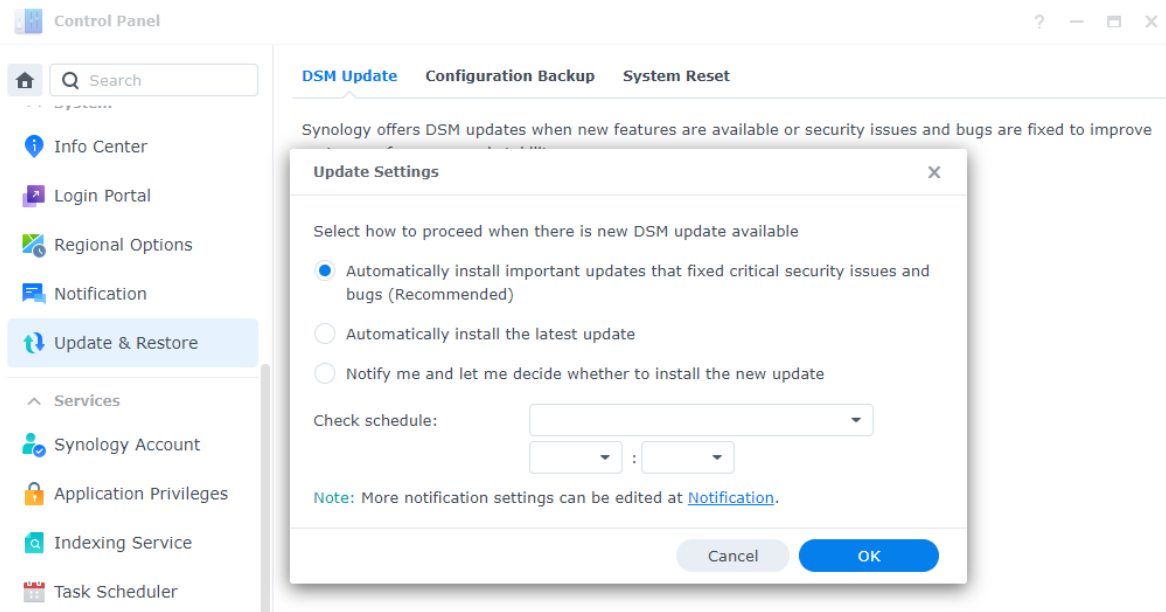 Control Panel
?
Search
DSM Update
Configuration Backup
System Reset
Info Center
Login Portal
Regional Options
Notification
Update & Restore
Services
Synology Account
Application Privileges
Indexing Service
Task Scheduler
Synology offers DSM updates when new features are available or security issues and bugs are fixed to improve
Update Settings
Select how to proceed when there is new DSM update available
Automatically install important updates that fixed critical security issues and
bugs (Recommended)
Automatically install the latest update
Notify me and let me decide whether to install the new update
Check schedule:
:
Note: More notification settings can be edited at Notification.
Cancel
OK